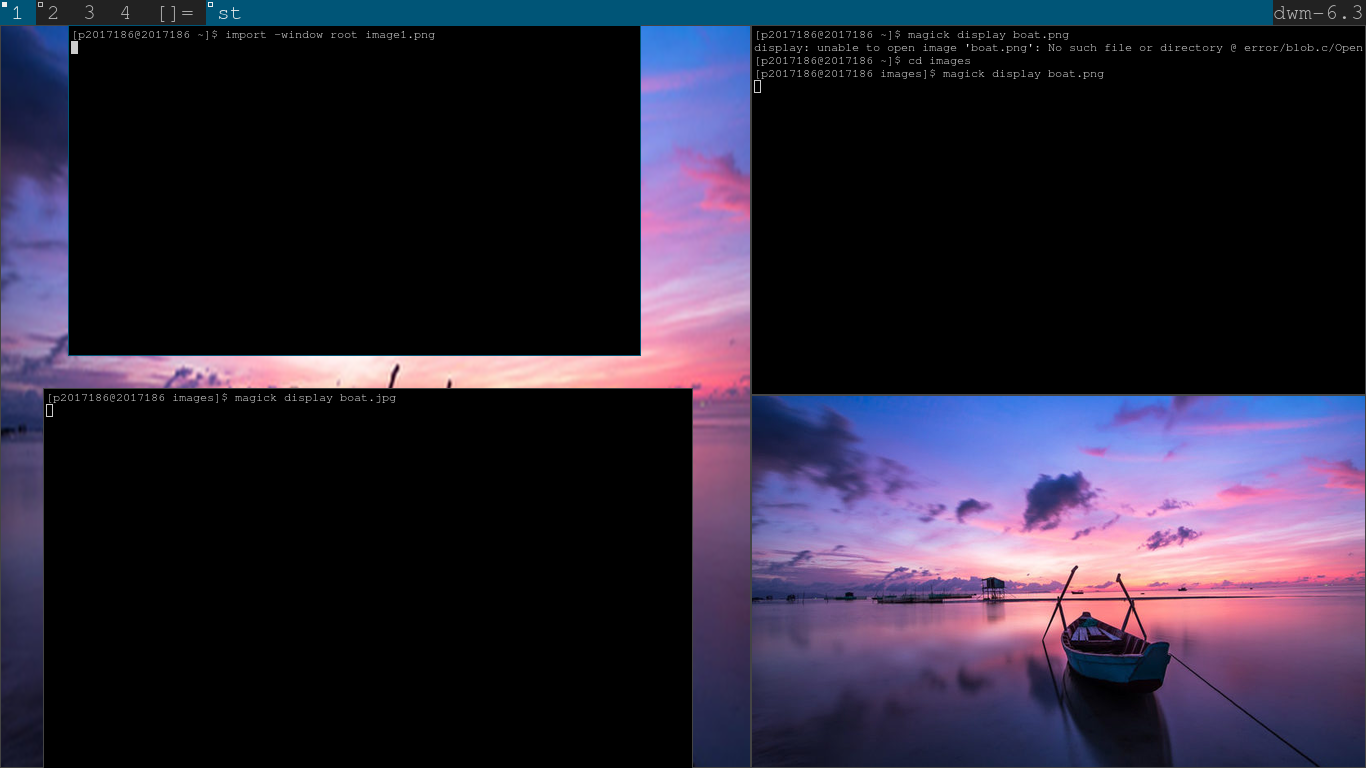 1 2 3 4 []= st dwm-6.3
[p2017186@2017186 ~]$ import -window root image1.png
[p2017186@2017186 ~]$ magick display boat.png
display: unable to open image 'boat.png': No such file or directory @ error/blob.c/Open
[p2017186@2017186 ~]$ cd images
[p2017186@2017186 images]$ magick display boat.png
[p2017186@2017186 images]$ magick display boat.jpg